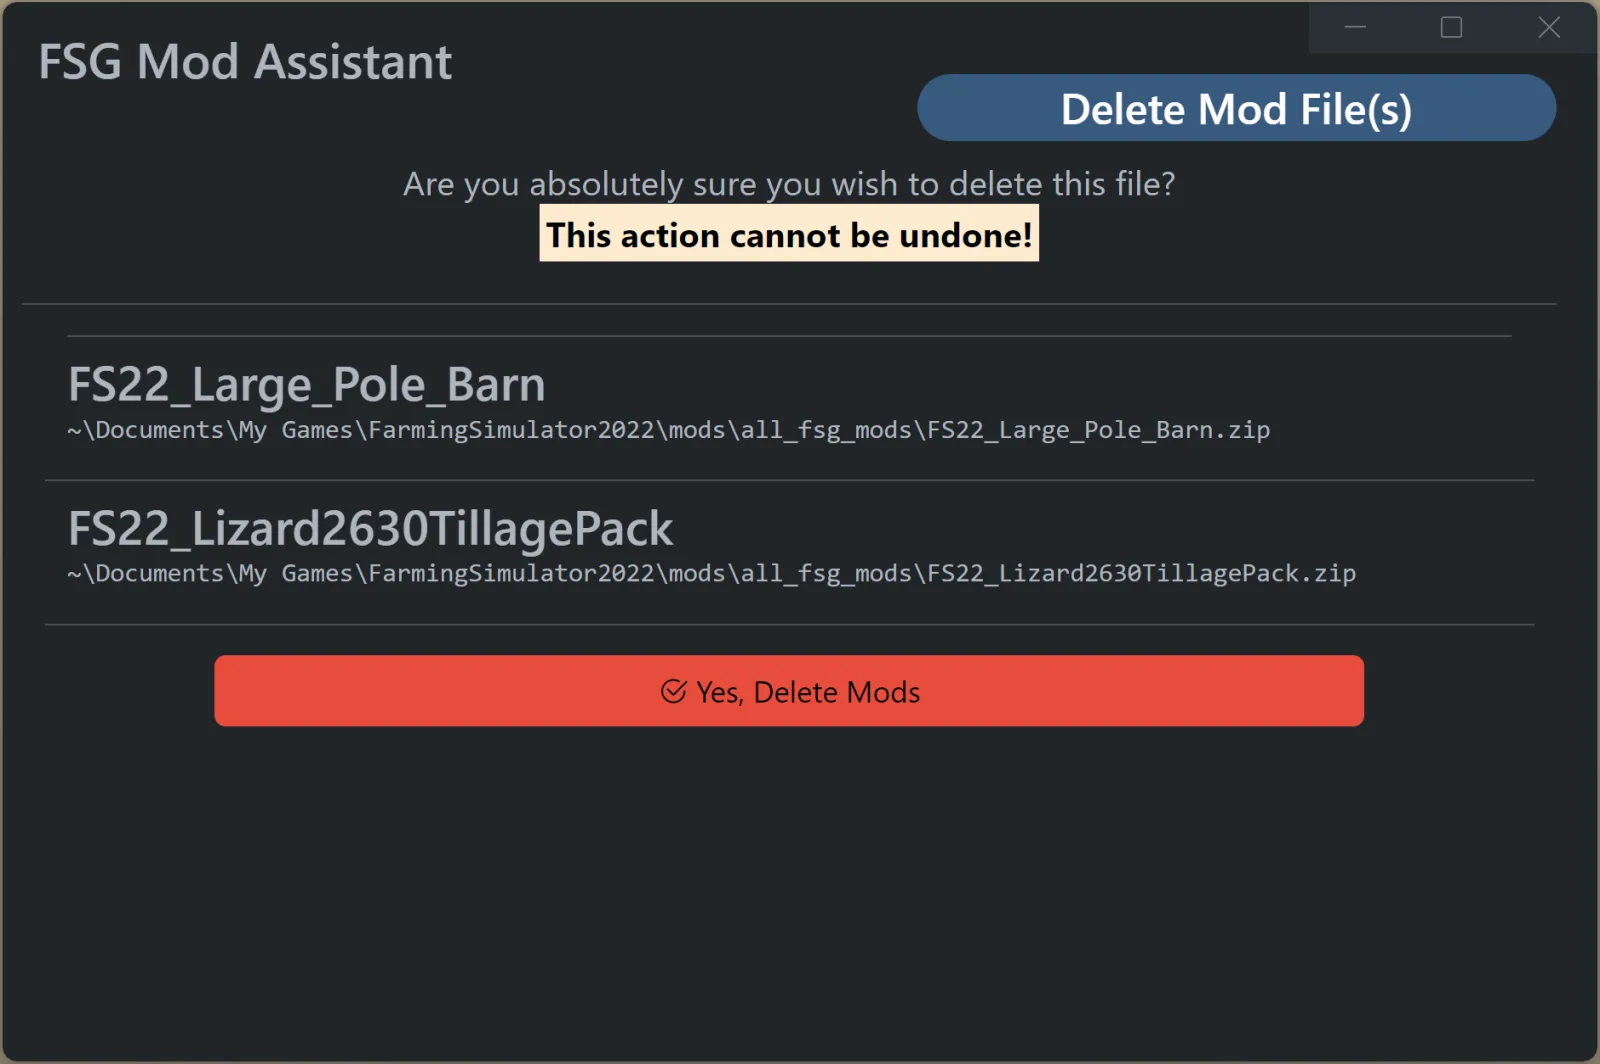 FSG Mod Assistant
Delete Mod File(s)
Are you absolutely sure you wish to delete this file?
This action cannot be undone!
FS22_Large_Pole_Barn
~\Documents\My Games\FarmingSimulator2022\mods\all_fsg_mods\FS22_Large_Pole_Barn.zip
FS22_Lizard2630TillagePack
~\Documents\My Games\FarmingSimulator2022\mods\all_fsg_mods\FS22_Lizard2630TillagePack.zip
Yes, Delete Mods